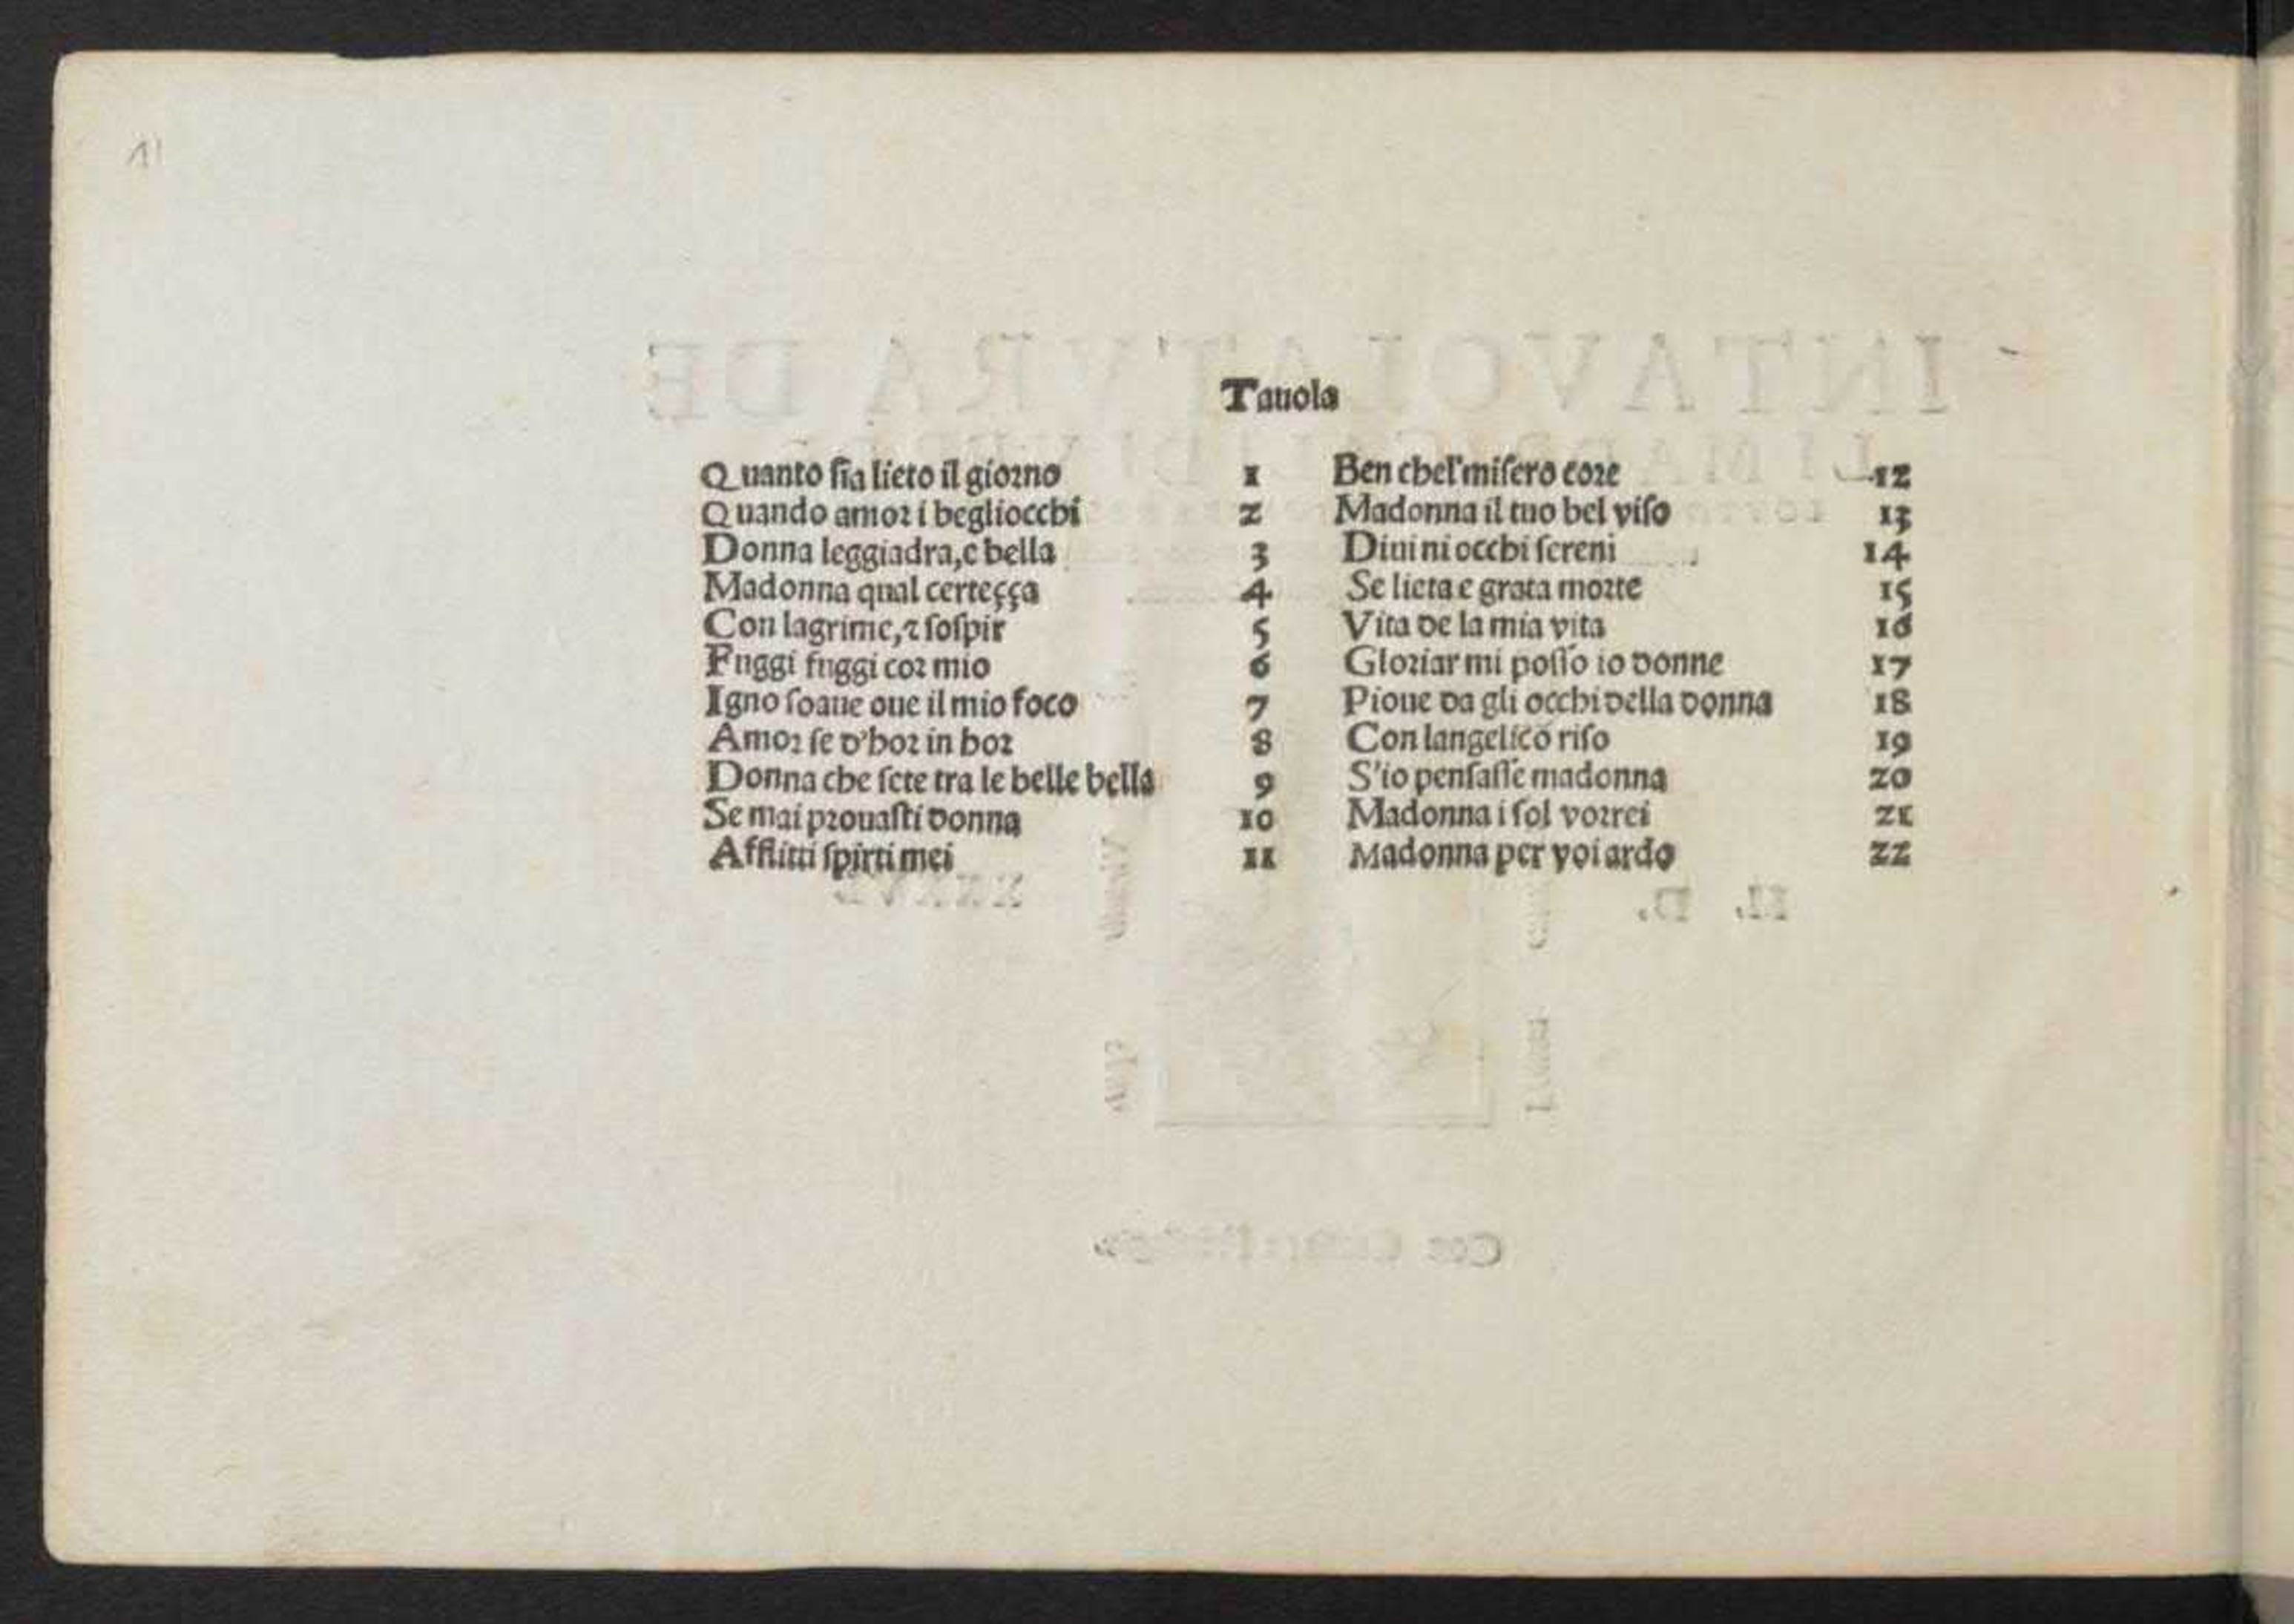 Tauola
Quanto ſia lieto il giorno 1
Quando amor i begliocchi 2
Donna leggiadra, e bella 3
Madonna qual certeçça 4
Con lagrime, ⁊ ſoſpir 5
Fuggi fuggi cor mio 6
Igno ſoaue oue il mio foco 7
Amor ſe d'hor in hor 8
Donna che ſete tra le belle bella 9
Se mai prouaſti donna 10
Afflitti ſpirti mei 11
Ben chel'miſero core 12
Madonna il tuo bel viſo 13
Diuini occhi ſereni 14
Se lieta e grata morte 15
Vita de la mia vita 16
Gloriar mi poſſo io donne 17
Pioue da gli occhi della donna 18
Con langelico riſo 19
S'io penſaſſe madonna 20
Madonna i ſol vorrei 21
Madonna per voi ardo 22
INTAVOLATVRA DE